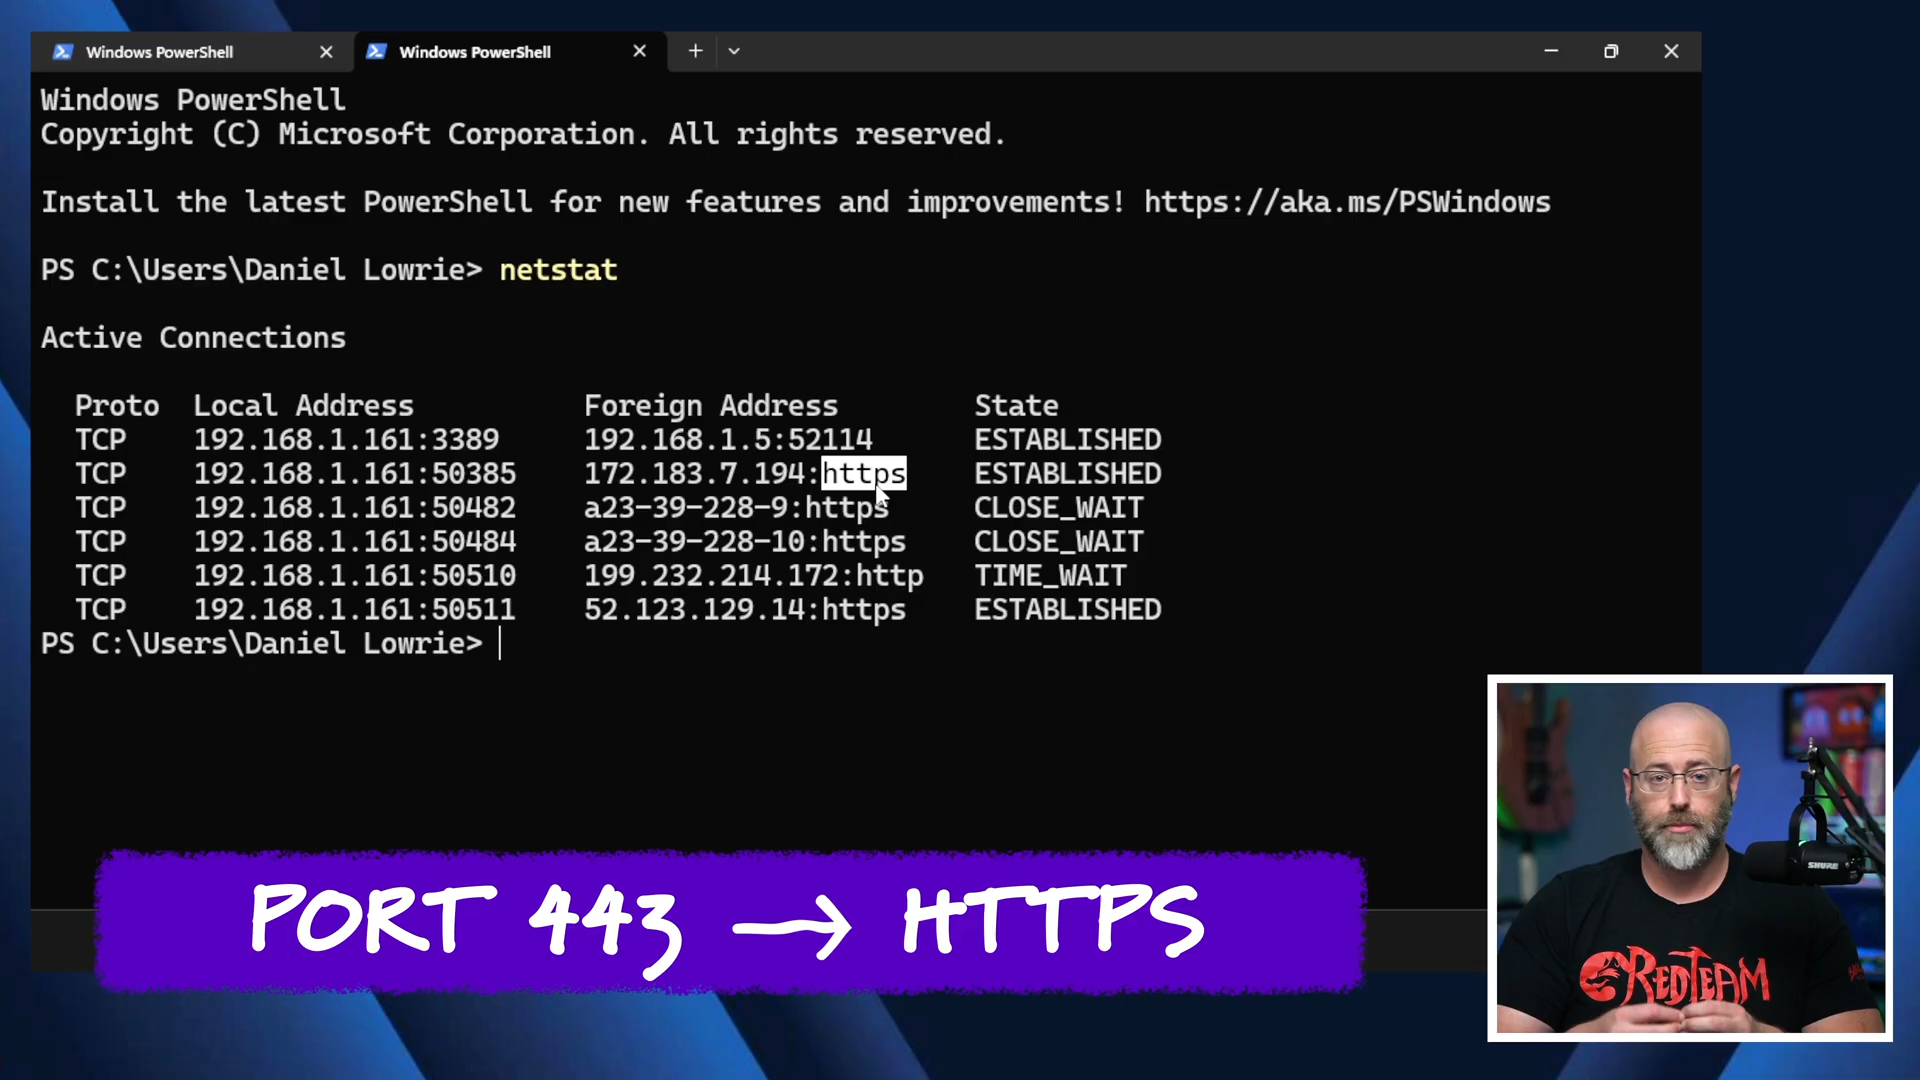 Windows PowerShell
Windows PowerShell
Windows PowerShell
Copyright (C) Microsoft Corporation. All rights reserved.
Install the latest PowerShell for new features and improvements! https://aka.ms/PSWindows
PS C:\Users\Daniel Lowrie> netstat
Active Connections
Proto Local Address Foreign Address State
TCP 192.168.1.161:3389 192.168.1.5:52114 ESTABLISHED
TCP 192.168.1.161:50385 172.183.7.194:https ESTABLISHED
TCP 192.168.1.161:50482 a23-39-228-9:https CLOSE_WAIT
TCP 192.168.1.161:50484 a23-39-228-10:https CLOSE_WAIT
TCP 192.168.1.161:50510 199.232.214.172:http TIME_WAIT
TCP 192.168.1.161:50511 52.123.129.14:https ESTABLISHED
PS C:\Users\Daniel Lowrie>
PORT 443 → HTTPS
SHURE
REDTEAM